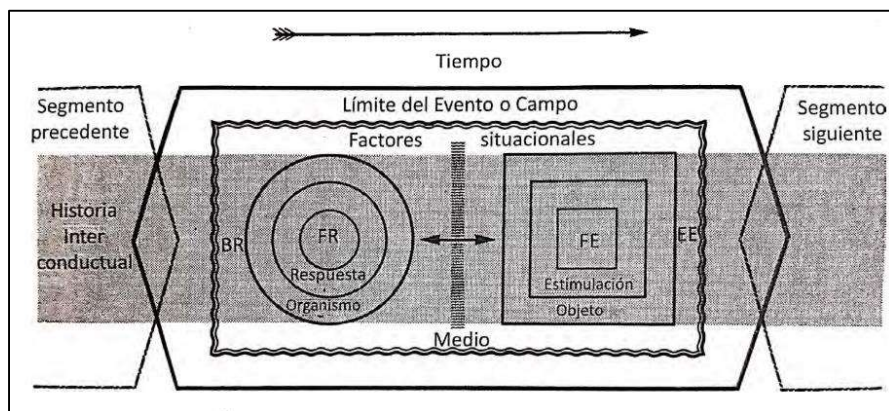 Tiempo
Segmento
precedente
Límite del Evento o Campo
Segmento
siguiente
Factores situacionales
Historia
Inter
conductual
BR
FR
Respuesta
Organismo
FE
Estimulación
Objeto
EE
Medio